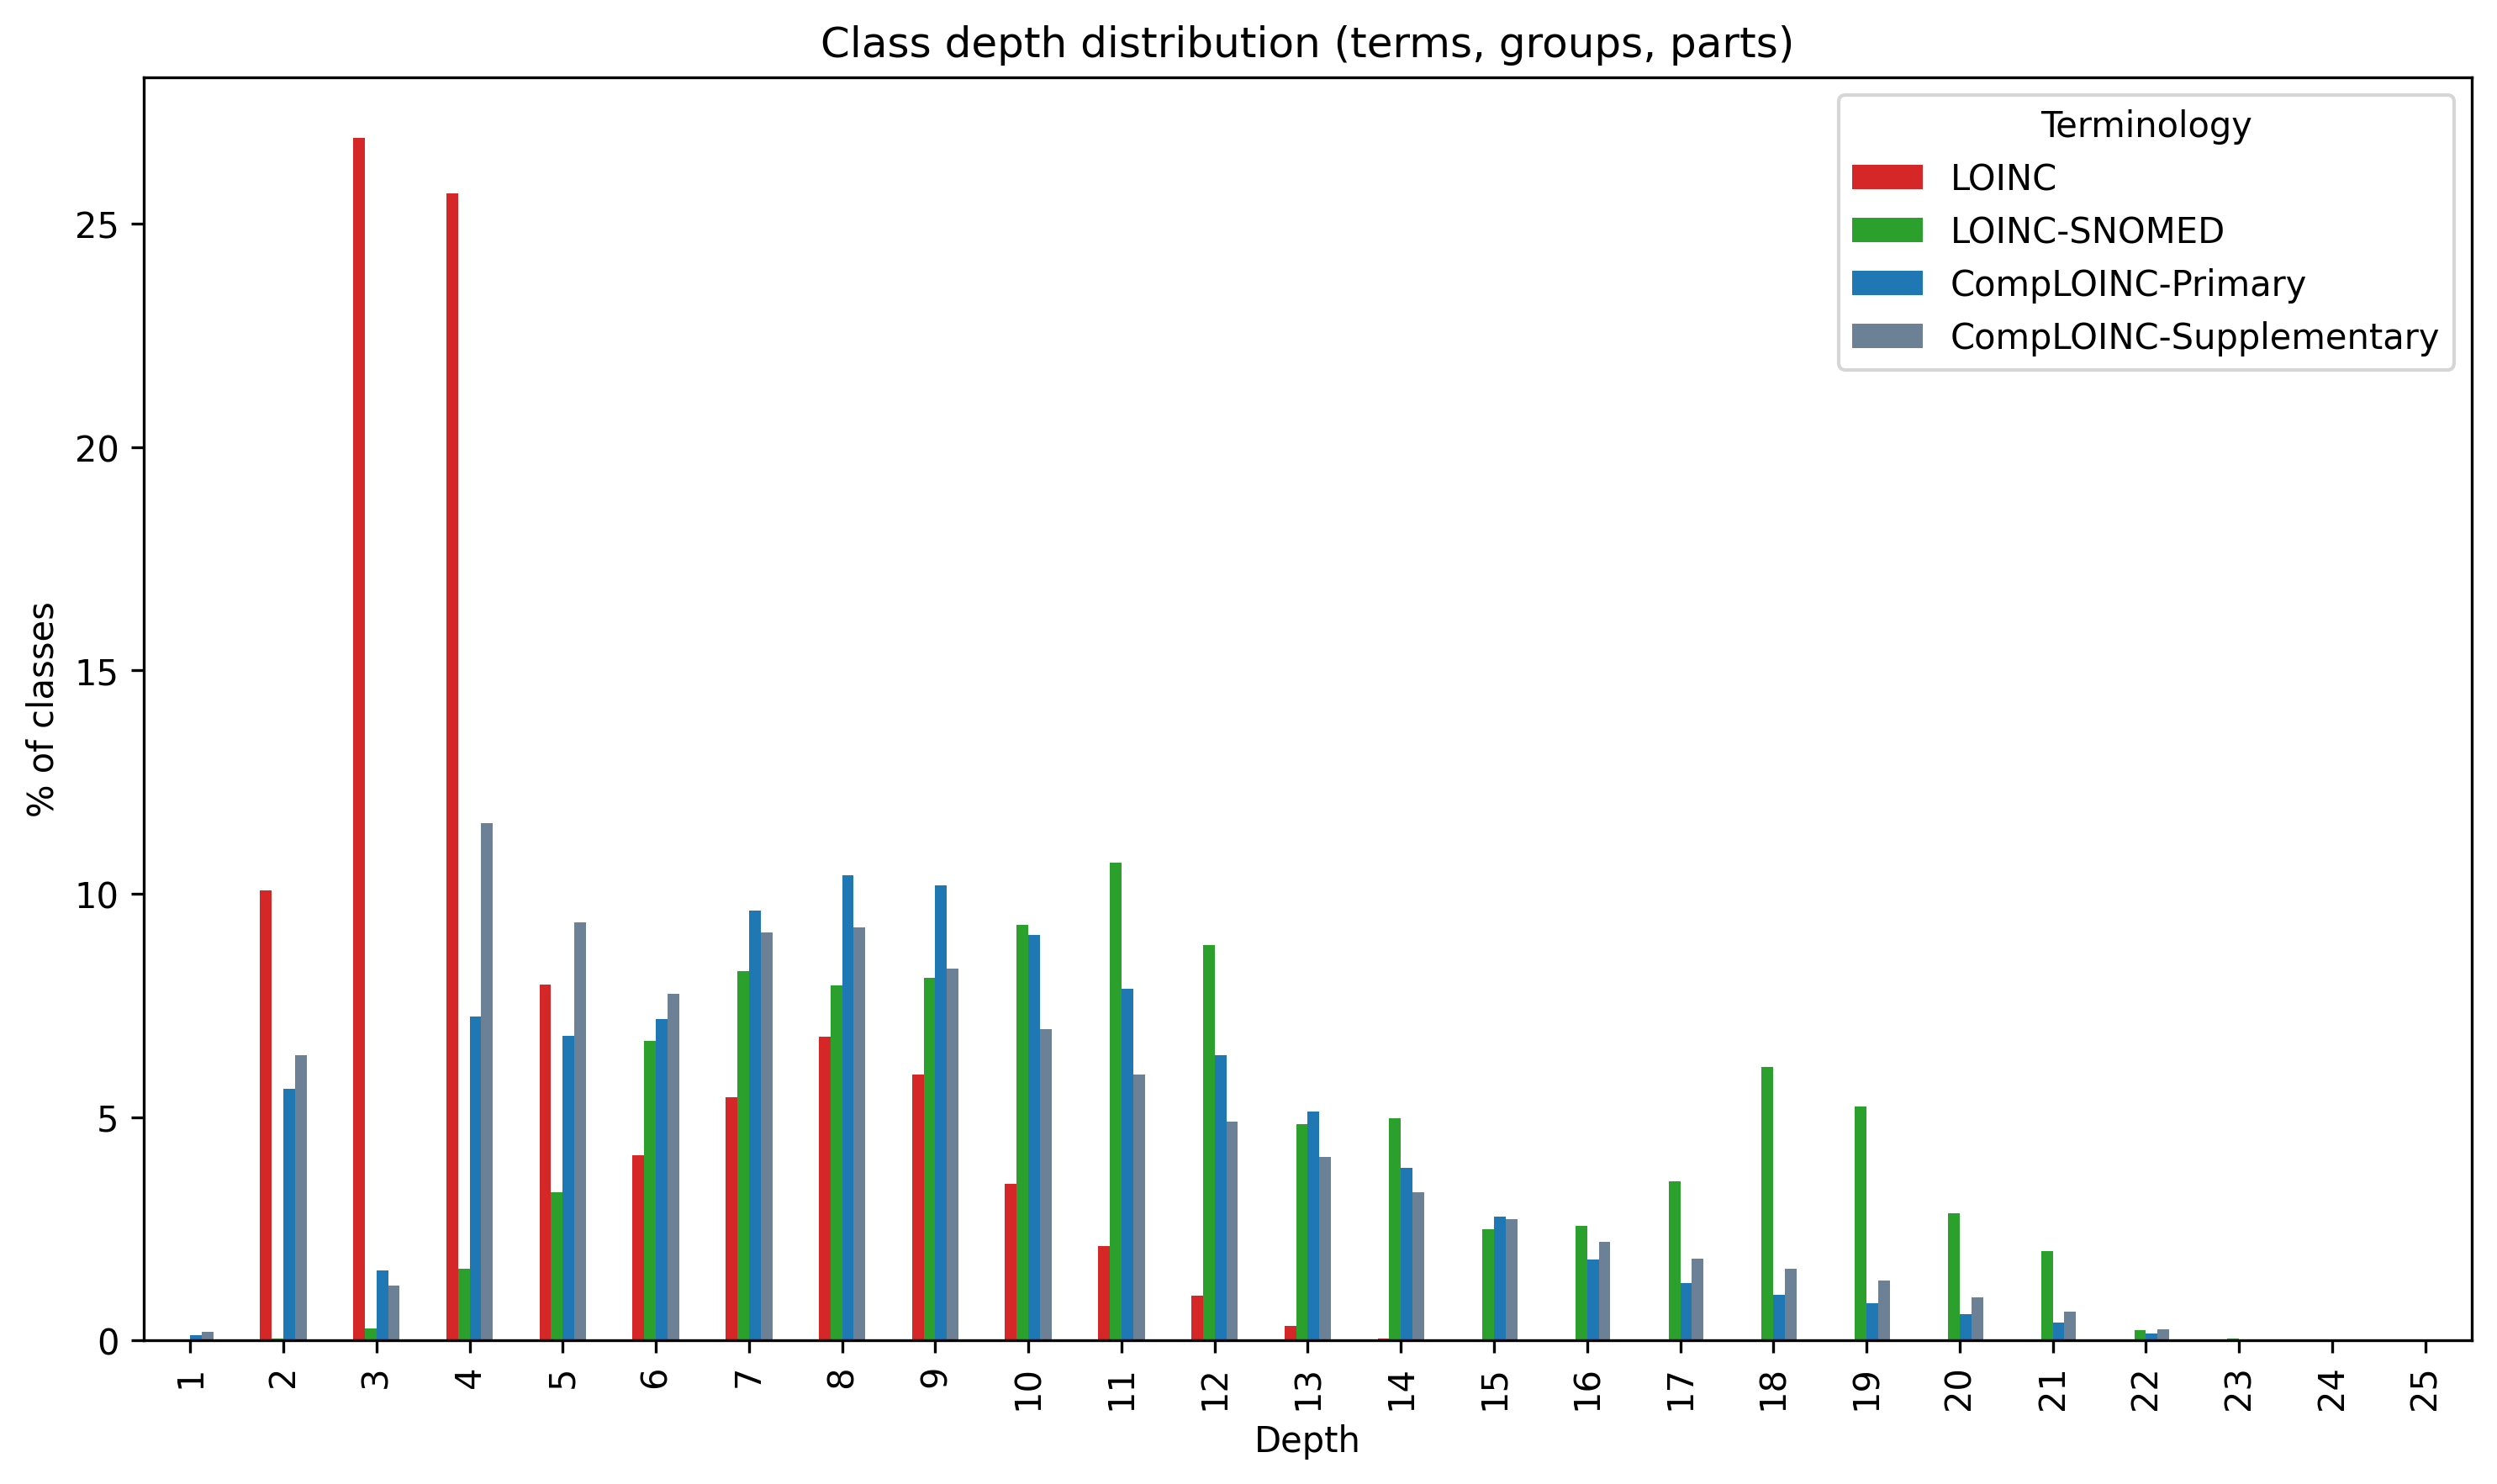 Class depth distribution (terms, groups, parts)
Terminology
LOINC
LOINC-SNOMED
CompLOINC-Primary
CompLOINC-Supplementary
% of classes
25
20
15
10
5
0
1 2 3 4 5 6 7 8 9 10 11 12 13 14 15 16 17 18 19 20 21 22 23 24 25
Depth